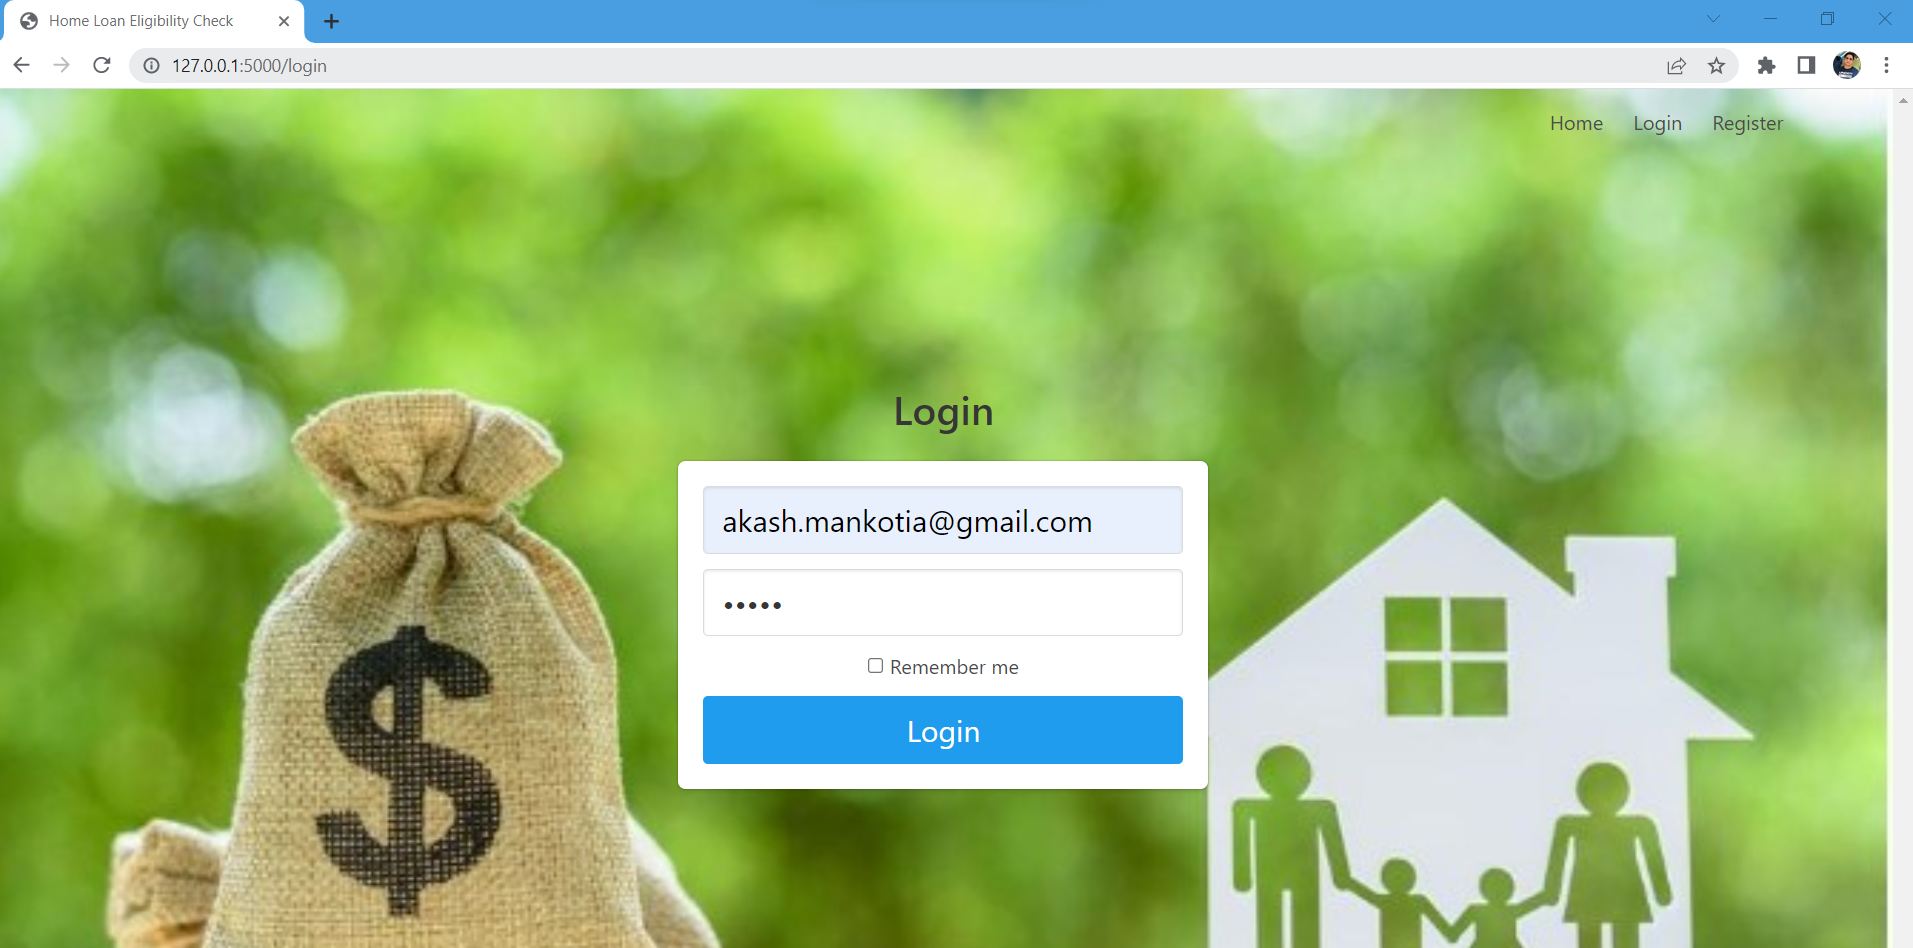 Home Loan Eligibility Check
127.0.0.1:5000/login
Home Login Register
$
Login
akash.mankotia@gmail.com
•••••
Remember me
Login